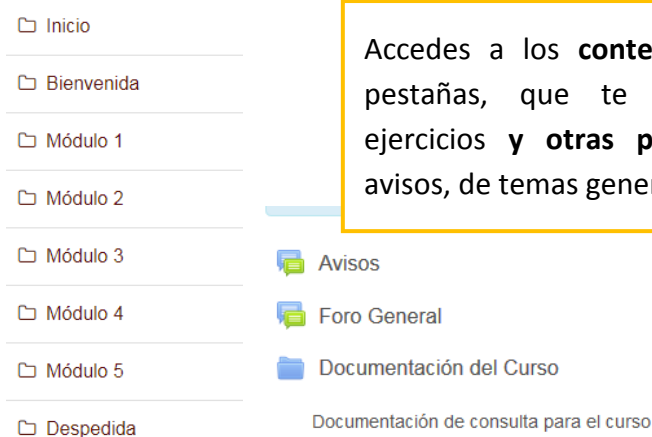 Inicio
Bienvenida
Módulo 1
Módulo 2
Módulo 3
Módulo 4
Módulo 5
Despedida
Accedes a los
pestañas, que te
ejercicios y otras
avisos, de temas
Avisos
Foro General
Documentación del Curso
Documentación de consulta para el curso